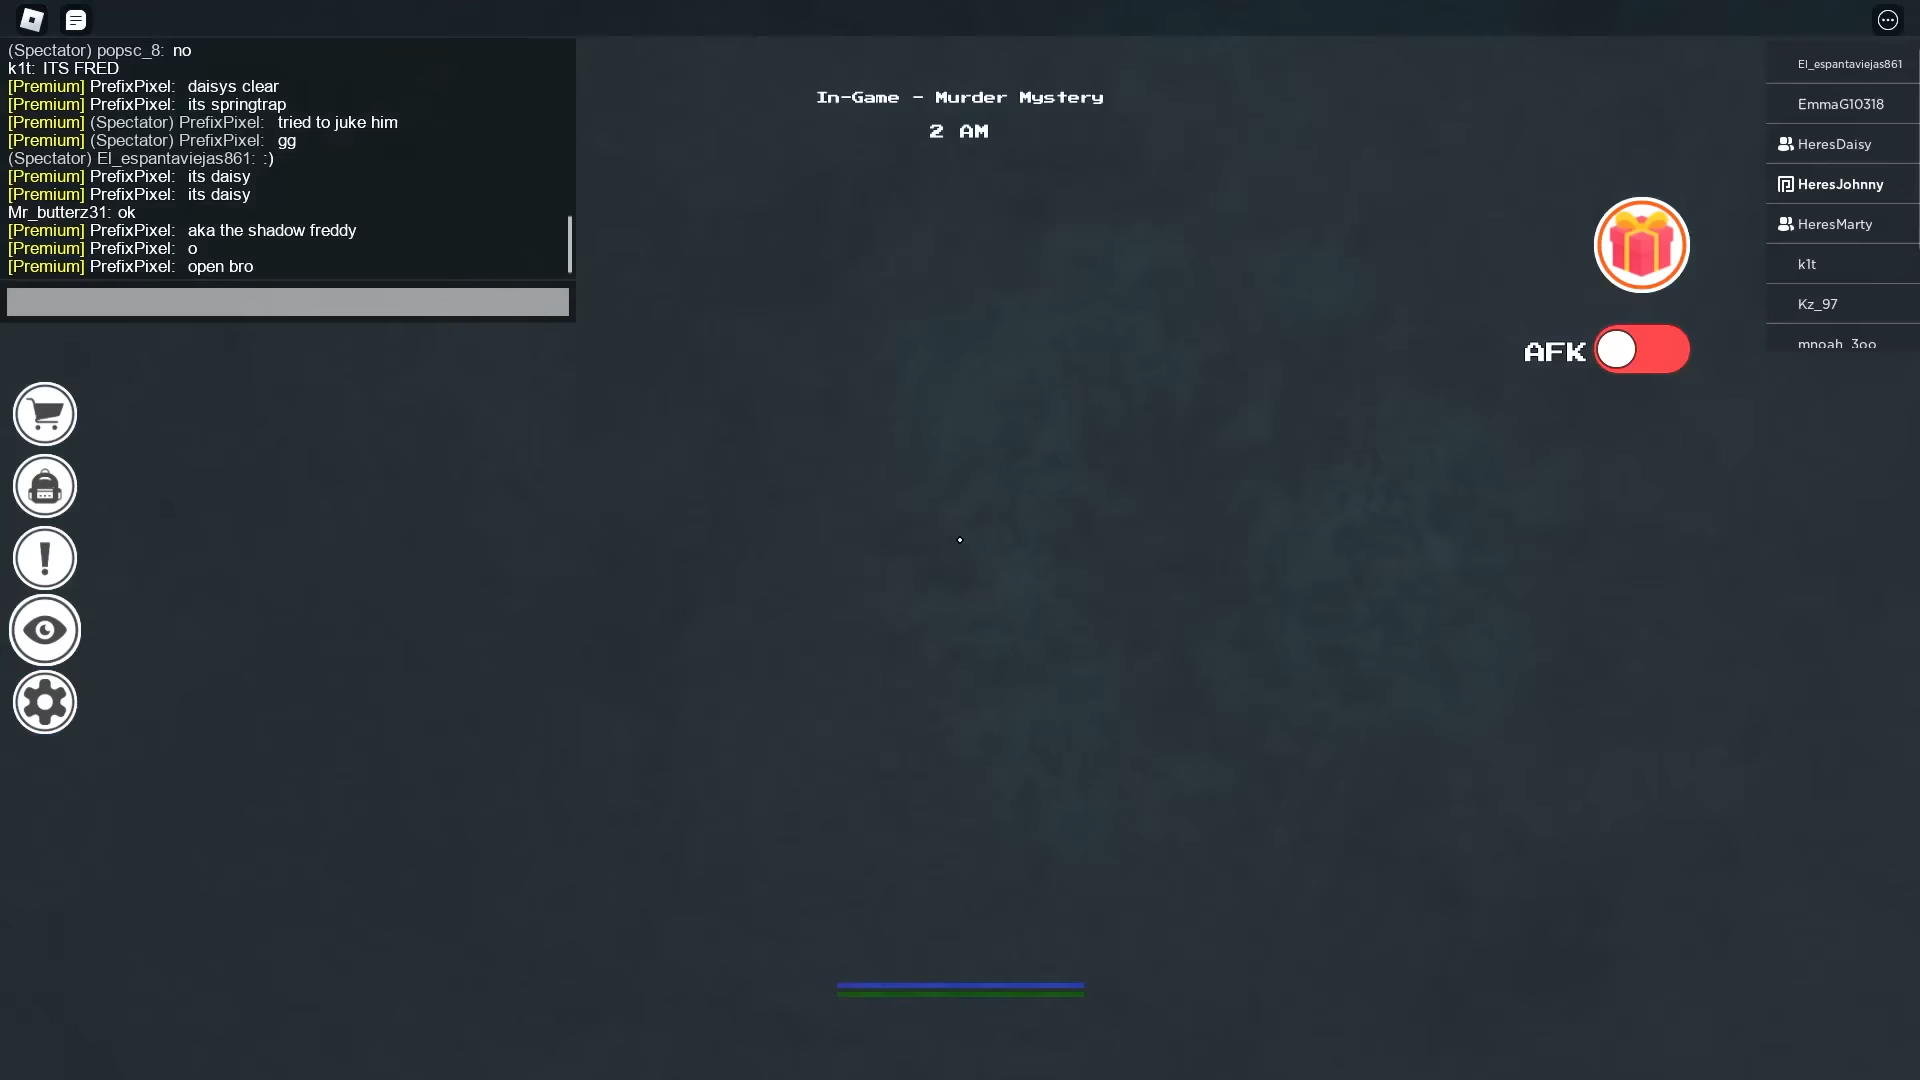 (Spectator) popsc_8: no
k1t: ITS FRED
[Premium] PrefixPixel: daisys clear
[Premium] PrefixPixel: its springtrap
[Premium] (Spectator) PrefixPixel: tried to juke him
[Premium] (Spectator) PrefixPixel: gg
(Spectator) El_espantaviejas861: :)
[Premium] PrefixPixel: its daisy
[Premium] PrefixPixel: its daisy
Mr_butterz31: ok
[Premium] PrefixPixel: aka the shadow freddy
[Premium] PrefixPixel: o
[Premium] PrefixPixel: open bro
In-Game - Murder Mystery
2 AM
El_espantaviejas861
EmmaG10318
HeresDaisy
HeresJohnny
HeresMarty
k1t
Kz_97
mnoah_3oo
AFK